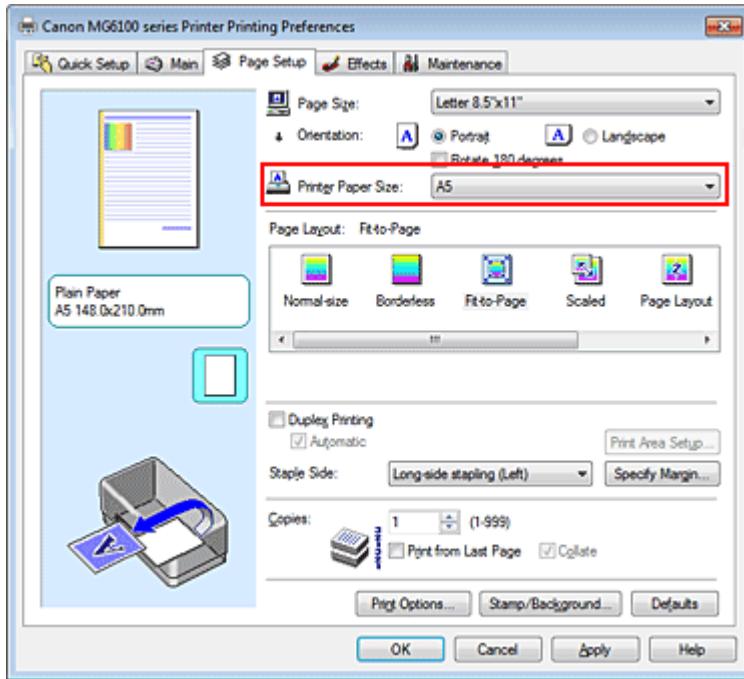 Canon MG6100 series Printer Printing Preferences
Quick Setup Main Page Setup Effects Maintenance
Page Size: Letter 8.5"x11"
Orientation: A Portrait A Landscape
Rotate 180 degrees
Printer Paper Size: A5
Page Layout: Fit-to-Page
Normal-size Borderless Fit-to-Page Scaled Page Layout
Plain Paper
A5 148.0x210.0mm
Duplex Printing
Automatic Print Area Setup...
Staple Side: Long-side stapling (Left) Specify Margin...
Copies: 1 (1-999)
Print from Last Page Collate
Print Options... Stamp/Background... Defaults
OK Cancel Apply Help